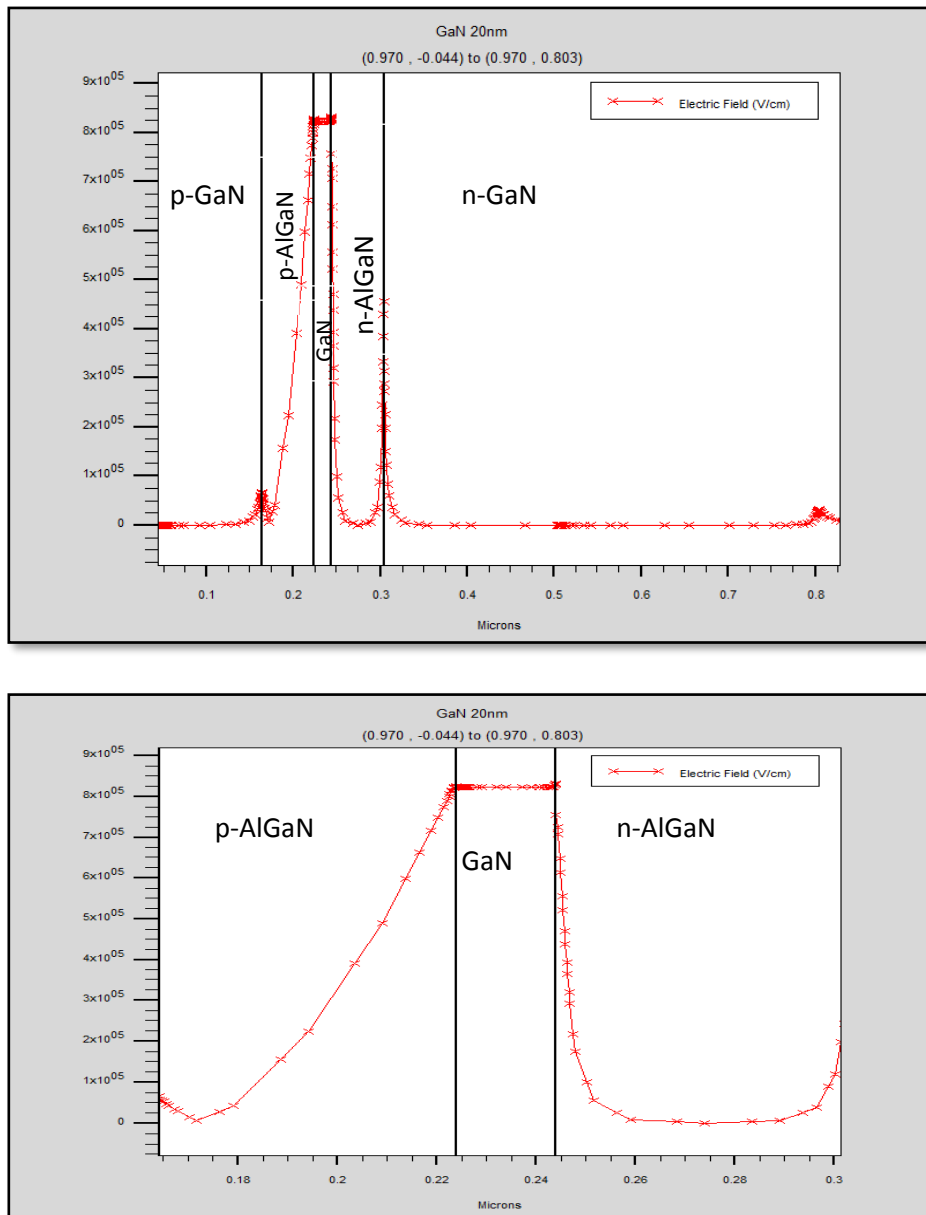 GaN 20nm
(0.970 , -0.044) to (0.970 , 0.803)
9x10^05
8x10^05
7x10^05
6x10^05
5x10^05
4x10^05
3x10^05
2x10^05
1x10^05
0
Electric Field (V/cm)
p-GaN
p-AlGaN
GaN
n-AlGaN
n-GaN
0.1 0.2 0.3 0.4 0.5 0.6 0.7 0.8
Microns
GaN 20nm
(0.970 , -0.044) to (0.970 , 0.803)
9x10^05
8x10^05
7x10^05
6x10^05
5x10^05
4x10^05
3x10^05
2x10^05
1x10^05
0
Electric Field (V/cm)
p-AlGaN
GaN
n-AlGaN
0.18 0.2 0.22 0.24 0.26 0.28 0.3
Microns